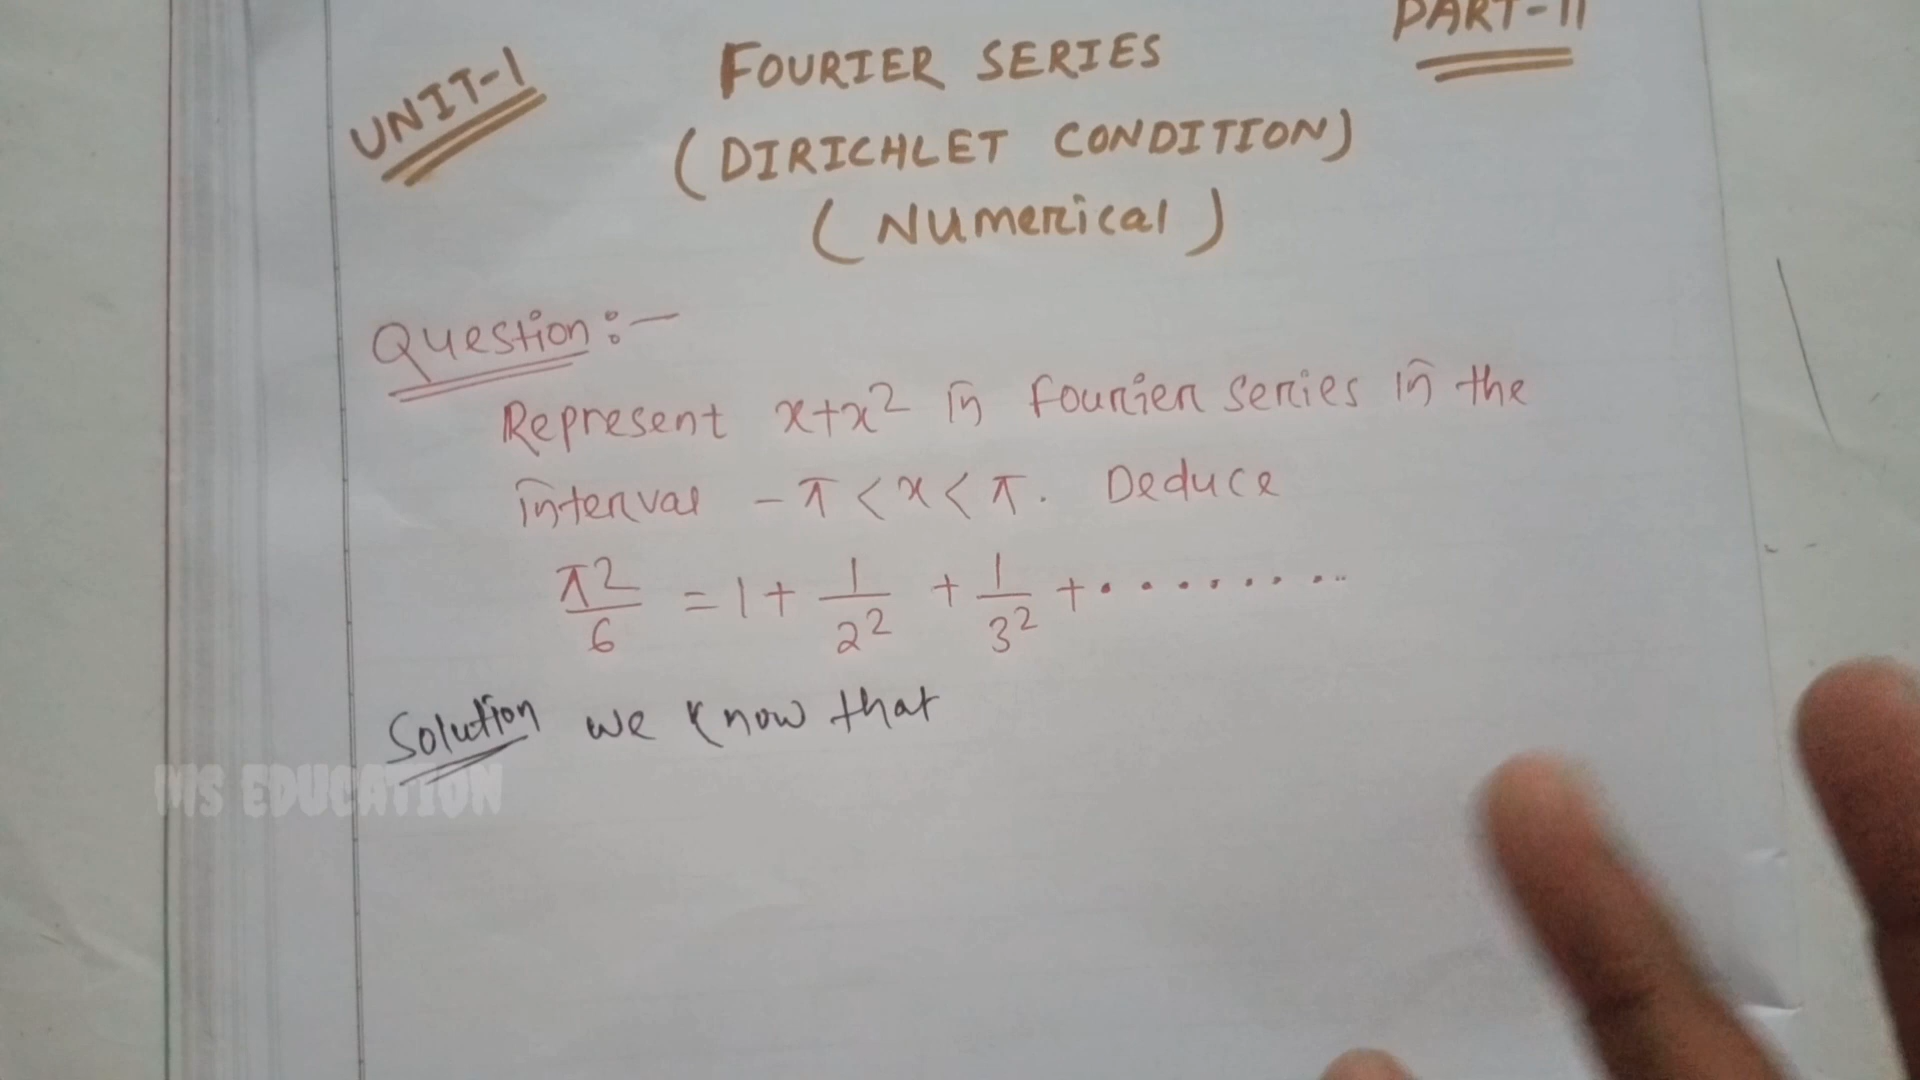 UNIT-1
FOURIER SERIES
PART-II
(DIRICHLET CONDITION)
(Numerical)
Question:-
Represent x+x² in fourier series in the
interval -π<x<π. Deduce
π2/6 = 1 + 1/2² + 1/3² + ...........
Solution we know that
MS EDUCATION